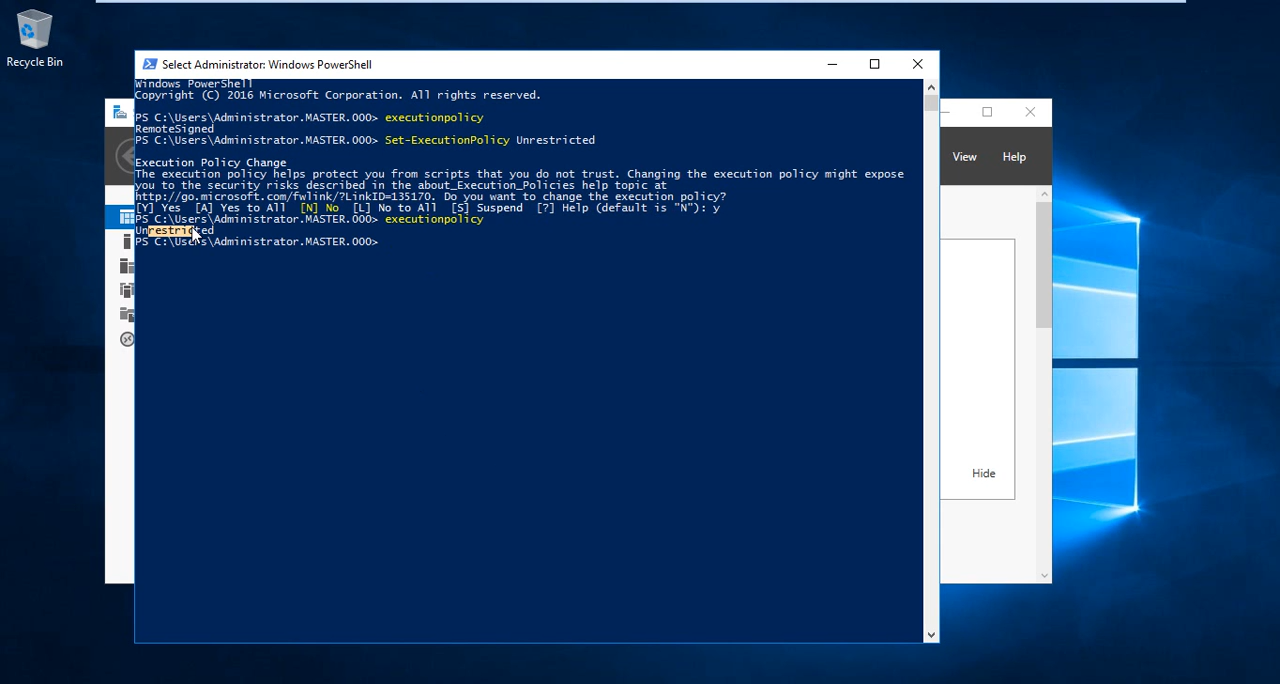 Recycle Bin
Select Administrator: Windows PowerShell
Windows PowerShell
Copyright (C) 2016 Microsoft Corporation. All rights reserved.
PS C:\Users\Administrator.MASTER.000> executionpolicy
RemoteSigned
PS C:\Users\Administrator.MASTER.000> Set-ExecutionPolicy Unrestricted
Execution Policy Change
The execution policy helps protect you from scripts that you do not trust. Changing the execution policy might expose
you to the security risks described in the about_Execution_Policies help topic at
http://go.microsoft.com/fwlink/?LinkID=135170. Do you want to change the execution policy?
[Y] Yes  [A] Yes to All  [N] No  [L] No to All  [S] Suspend  [?] Help (default is "N"): y
PS C:\Users\Administrator.MASTER.000> executionpolicy
Unrestricted
PS C:\Users\Administrator.MASTER.000>
View Help
Hide